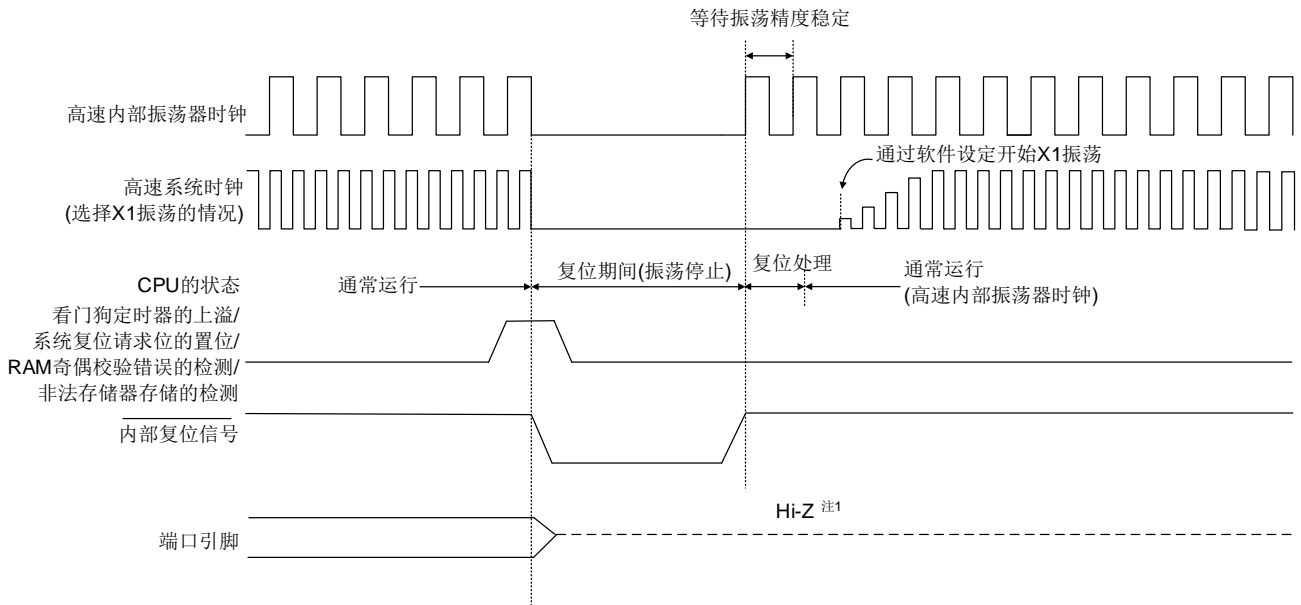 等待振荡精度稳定
高速内部振荡器时钟
通过软件设定开始X1振荡
高速系统时钟
(选择X1振荡的情况)
CPU的状态
通常运行
复位期间(振荡停止)
复位处理
通常运行
(高速内部振荡器时钟)
看门狗定时器的上溢/
系统复位请求位的置位/
RAM奇偶校验错误的检测/
非法存储器存储的检测
内部复位信号
Hi-Z 注1
端口引脚